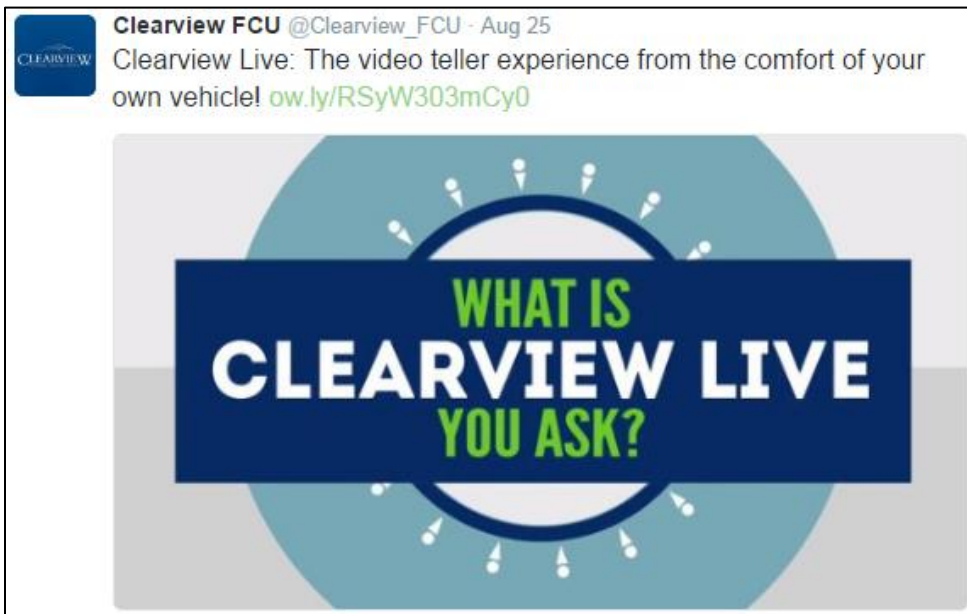 Clearview FCU @Clearview_FCU · Aug 25
CLEARVIEW
Clearview Live: The video teller experience from the comfort of your
own vehicle! ow.ly/RSyW303mCy0
WHAT IS
CLEARVIEW LIVE
YOU ASK?